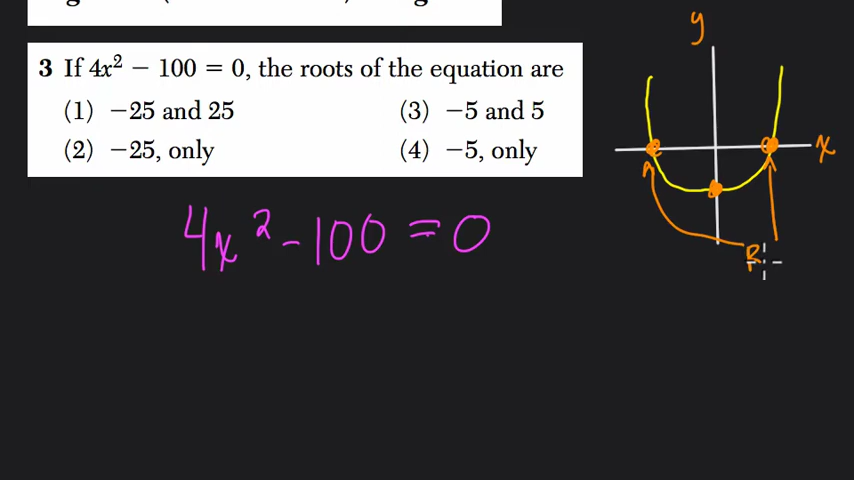 3 If 4x² − 100 = 0, the roots of the equation are
(1) −25 and 25 (3) −5 and 5
(2) −25, only (4) −5, only
y
x
4x² - 100 = 0
R